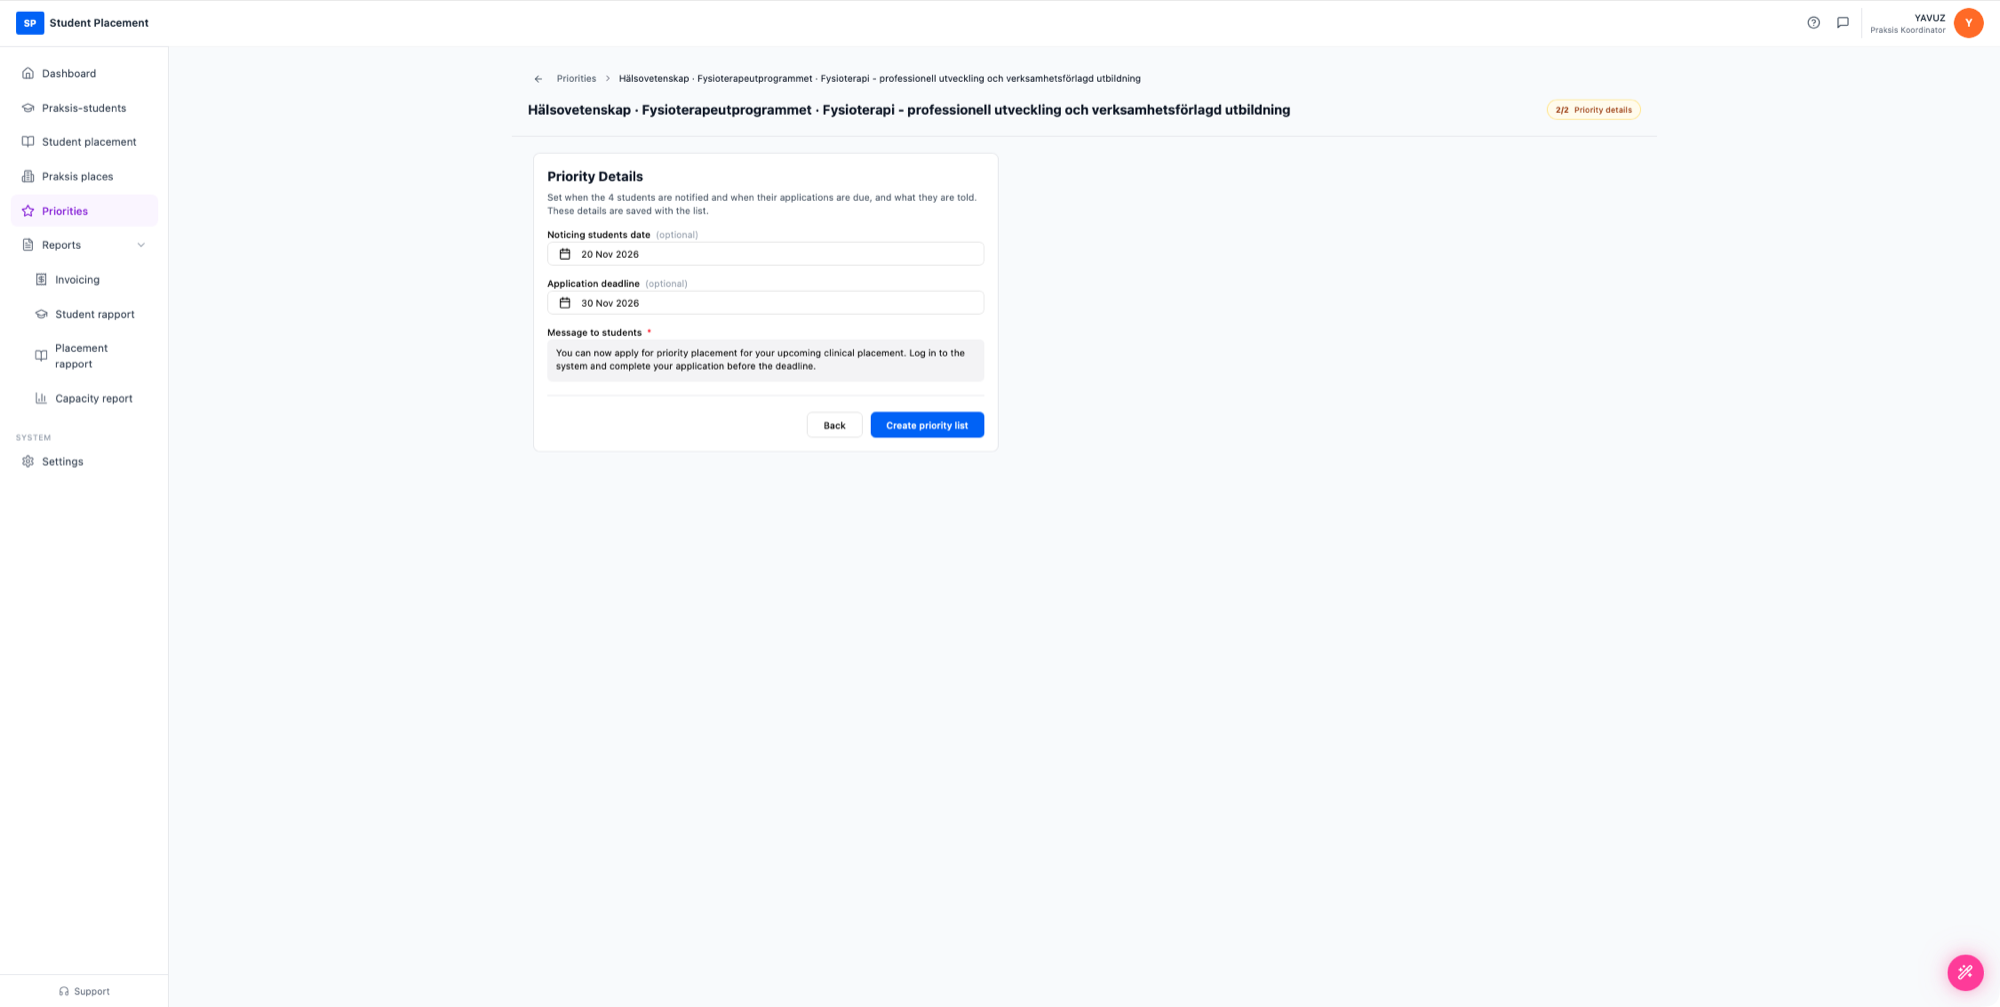 SP Student Placement
YAVUZ
Praksis Koordinator
Y
Dashboard
Praksis-students
Student placement
Praksis places
Priorities
Reports
Invoicing
Student rapport
Placement
rapport
Capacity report
SYSTEM
Settings
Support
Priorities > Hälsovetenskap · Fysioterapeutprogrammet · Fysioterapi - professionell utveckling och verksamhetsförlagd utbildning
Hälsovetenskap · Fysioterapeutprogrammet · Fysioterapi - professionell utveckling och verksamhetsförlagd utbildning
2/2 Priority details
Priority Details
Set when the 4 students are notified and when their applications are due, and what they are told.
These details are saved with the list.
Noticing students date (optional)
20 Nov 2026
Application deadline (optional)
30 Nov 2026
Message to students *
You can now apply for priority placement for your upcoming clinical placement. Log in to the
system and complete your application before the deadline.
Back
Create priority list